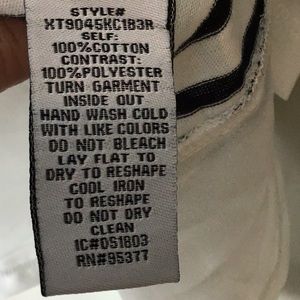 STYLE#
XT9045KC1B3R
SELF:
100%COTTON
CONTRAST:
100%POLYESTER
TURN GARMENT
INSIDE OUT
HAND WASH COLD
WITH LIKE COLORS
DO NOT BLEACH
LAY FLAT TO
DRY TO RESHAPE
COOL IRON
TO RESHAPE
DO NOT DRY
CLEAN
IC#OS1803
RN#95377